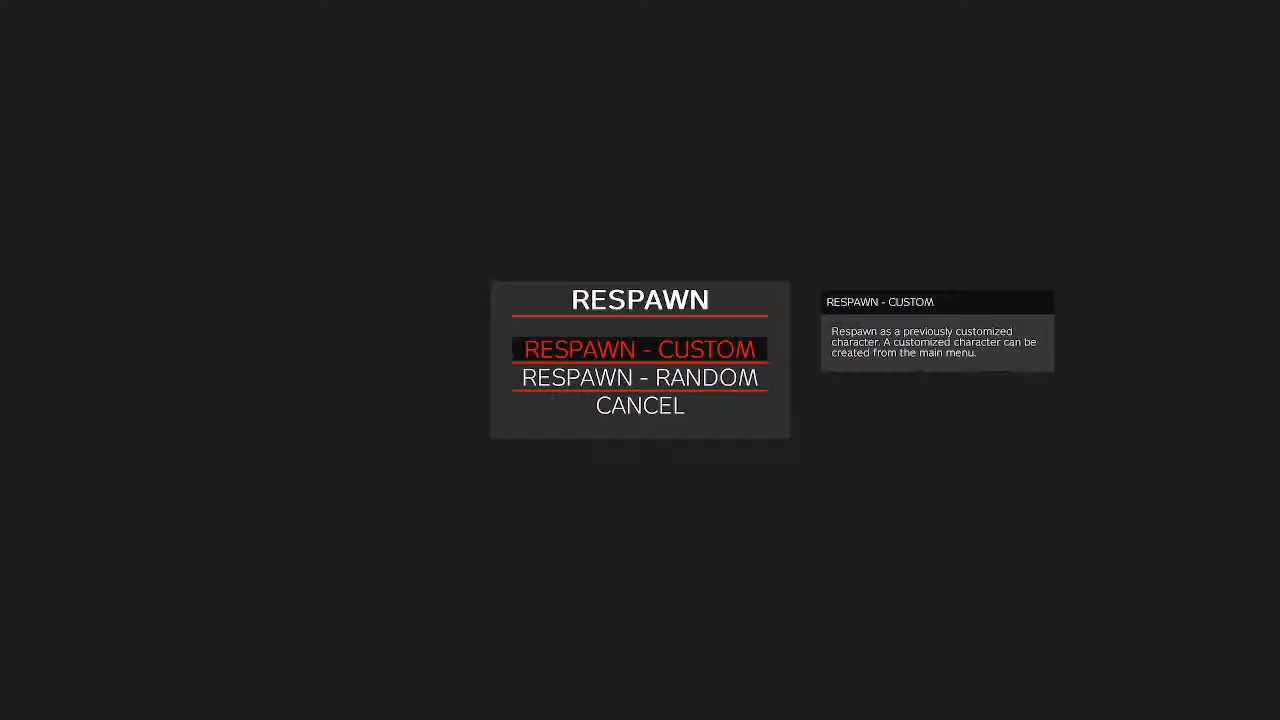 RESPAWN
RESPAWN - CUSTOM
RESPAWN - RANDOM
CANCEL
RESPAWN - CUSTOM
Respawn as a previously customized
character. A customized character can be
created from the main menu.